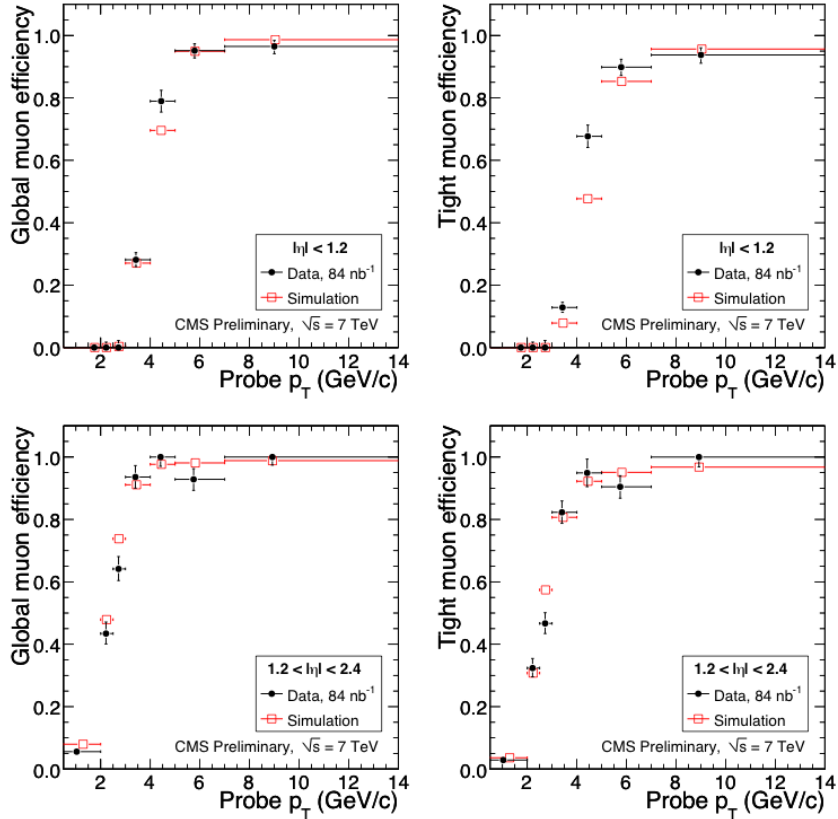 Global muon efficiency
1.0
0.8
0.6
0.4
0.2
0.0
|η| < 1.2
Data, 84 nb⁻¹
Simulation
CMS Preliminary, √s = 7 TeV
2 4 6 8 10 12 14
Probe p_T (GeV/c)
Tight muon efficiency
1.0
0.8
0.6
0.4
0.2
0.0
|η| < 1.2
Data, 84 nb⁻¹
Simulation
CMS Preliminary, √s = 7 TeV
2 4 6 8 10 12 14
Probe p_T (GeV/c)
Global muon efficiency
1.0
0.8
0.6
0.4
0.2
0.0
1.2 < |η| < 2.4
Data, 84 nb⁻¹
Simulation
CMS Preliminary, √s = 7 TeV
2 4 6 8 10 12 14
Probe p_T (GeV/c)
Tight muon efficiency
1.0
0.8
0.6
0.4
0.2
0.0
1.2 < |η| < 2.4
Data, 84 nb⁻¹
Simulation
CMS Preliminary, √s = 7 TeV
2 4 6 8 10 12 14
Probe p_T (GeV/c)